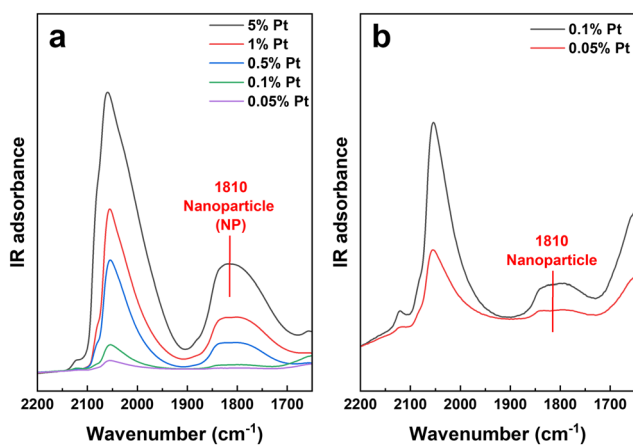 a
5% Pt
1% Pt
0.5% Pt
0.1% Pt
0.05% Pt
1810
Nanoparticle
(NP)
IR adsorbance
2200 2100 2000 1900 1800 1700
Wavenumber (cm⁻¹)
b
0.1% Pt
0.05% Pt
1810
Nanoparticle
IR adsorbance
2200 2100 2000 1900 1800 1700
Wavenumber (cm⁻¹)